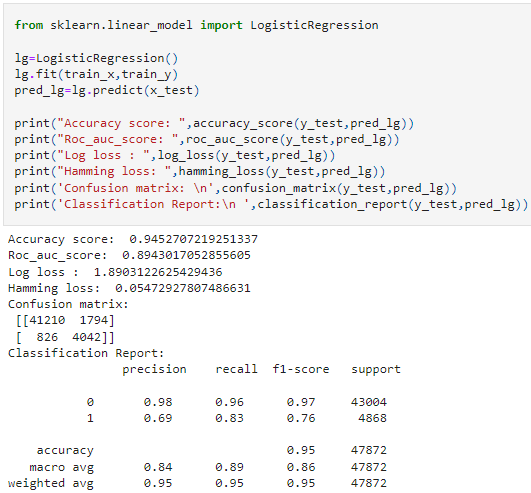 from sklearn.linear_model import LogisticRegression
lg=LogisticRegression()
lg.fit(train_x,train_y)
pred_lg=lg.predict(x_test)
print("Accuracy score: ",accuracy_score(y_test,pred_lg))
print("Roc_auc_score: ",roc_auc_score(y_test,pred_lg))
print("Log loss : ",log_loss(y_test,pred_lg))
print("Hamming loss: ",hamming_loss(y_test,pred_lg))
print('Confusion matrix: \n',confusion_matrix(y_test,pred_lg))
print('Classification Report:\n ',classification_report(y_test,pred_lg))
Accuracy score:  0.9452707219251337
Roc_auc_score:  0.8943017052855605
Log loss :  1.8903122625429436
Hamming loss:  0.05472927807486631
Confusion matrix:
 [[41210  1794]
 [  826  4042]]
Classification Report:
               precision    recall  f1-score   support
           0       0.98      0.96      0.97     43004
           1       0.69      0.83      0.76      4868
    accuracy                           0.95     47872
   macro avg       0.84      0.89      0.86     47872
weighted avg       0.95      0.95      0.95     47872